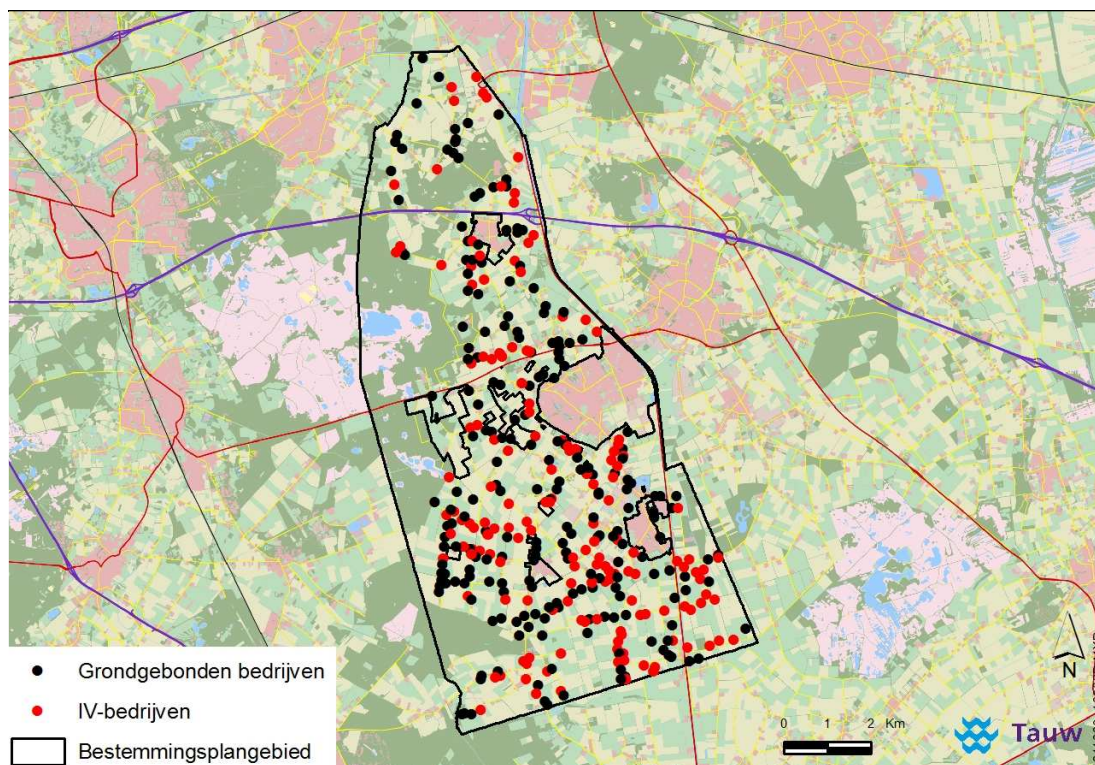 Grondgebonden bedrijven
IV-bedrijven
Bestemmingsplangebied
0 1 2 Km
N
Tauw